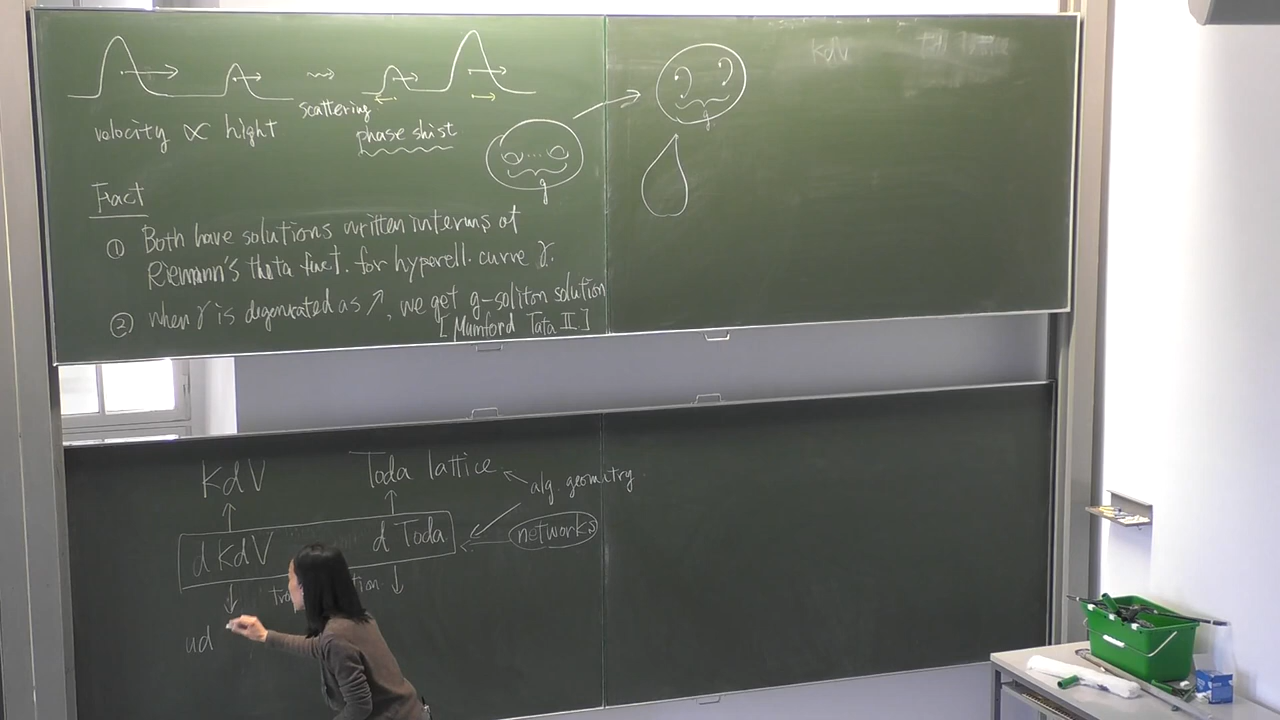 velocity ∝ hight
scattering
phase shist
g
g
KdV
Fact
① Both have solutions written interms of
Riemann's theta funct. for hyperell. curve γ.
② when γ is degenerated as ↗, we get g-soliton solution
[Mumford Tata II]
KdV Toda lattice
alg. geometry.
d KdV d Toda
networks
ud